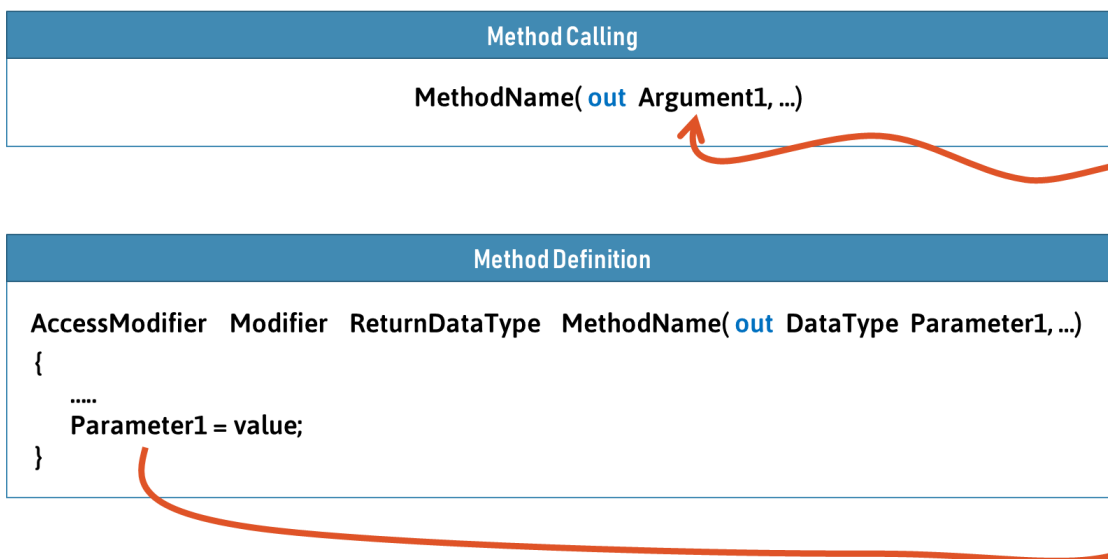 Method Calling
MethodName( out Argument1, ...)
Method Definition
AccessModifier Modifier ReturnDataType MethodName( out DataType Parameter1, ...)
{
.....
Parameter1 = value;
}